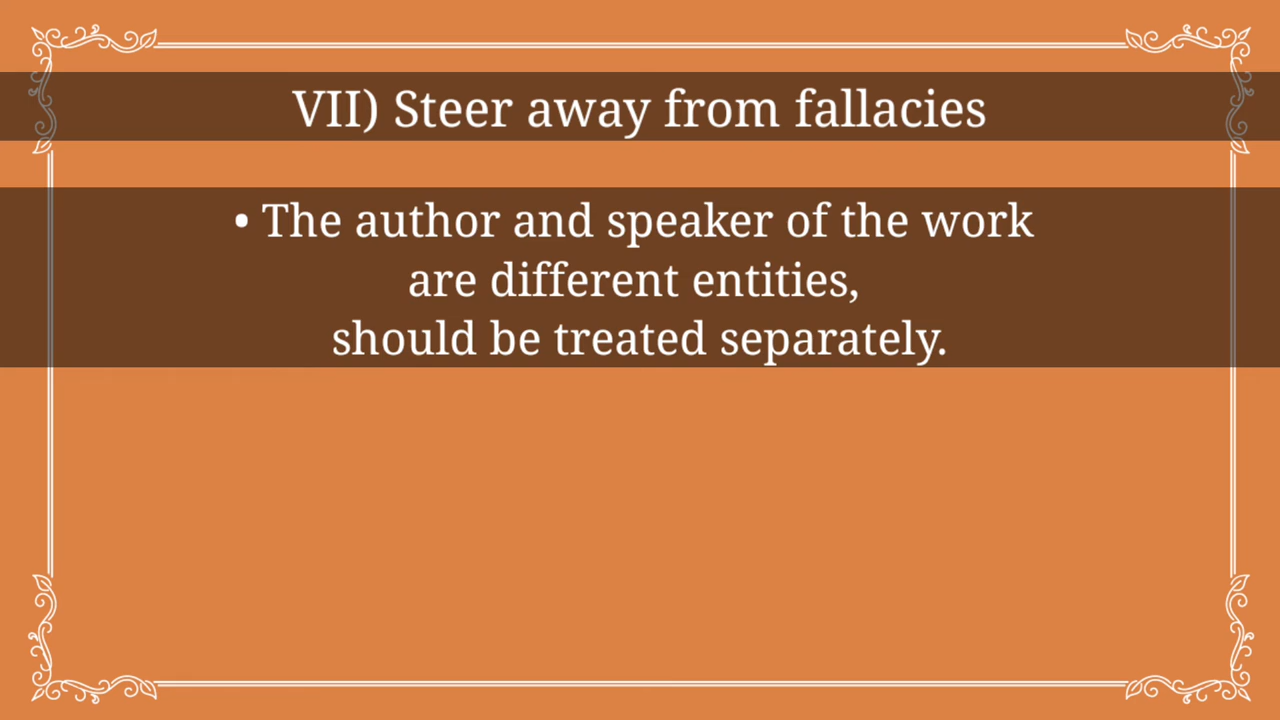 VII) Steer away from fallacies
• The author and speaker of the work
are different entities,
should be treated separately.